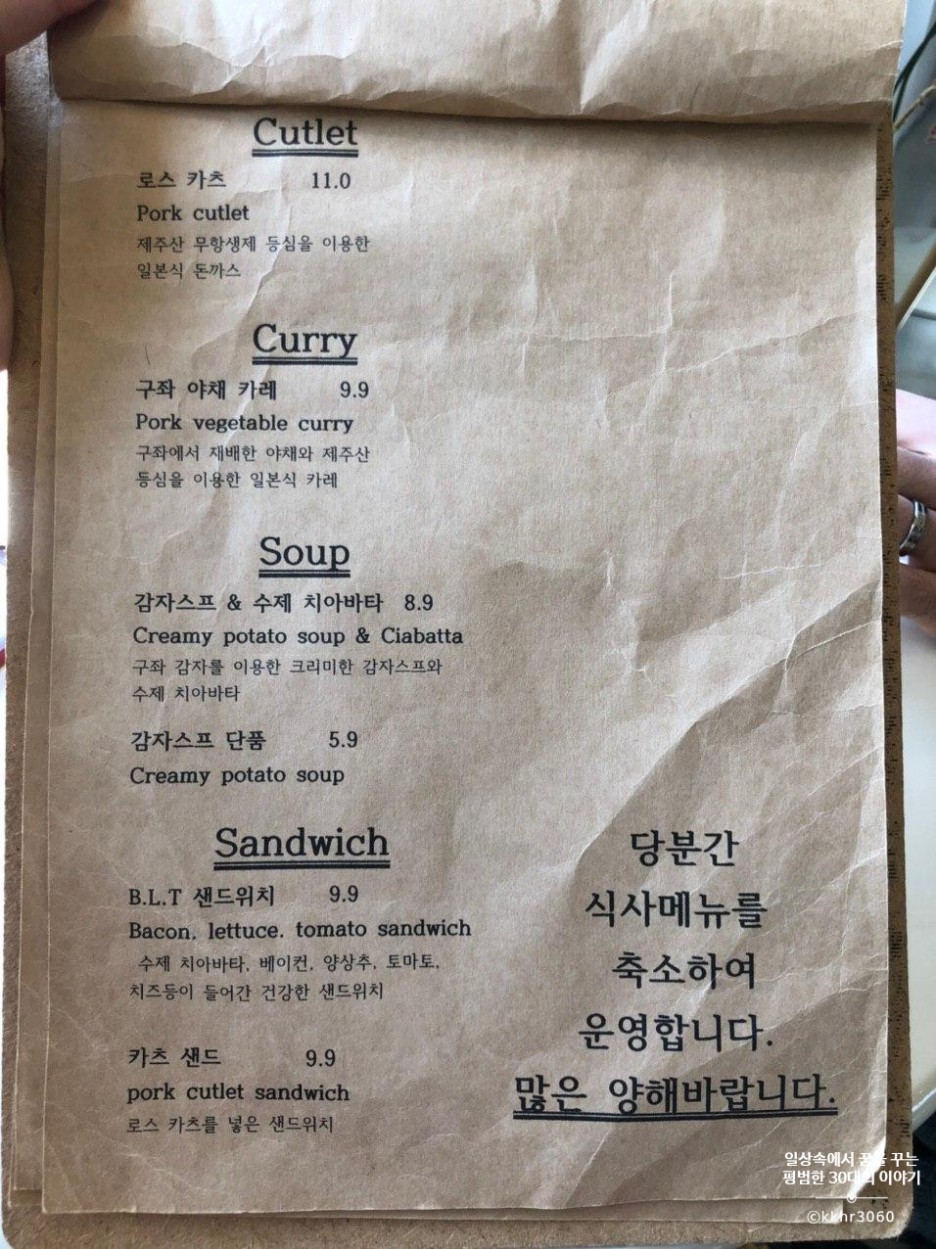 Cutlet
로스 카츠 11.0
Pork cutlet
제주산 무항생제 등심을 이용한
일본식 돈까스
Curry
구좌 야채 카레 9.9
Pork vegetable curry
구좌에서 재배한 야채와 제주산
등심을 이용한 일본식 카레
Soup
감자스프 & 수제 치아바타 8.9
Creamy potato soup & Ciabatta
구좌 감자를 이용한 크리미한 감자스프와
수제 치아바타
감자스프 단품 5.9
Creamy potato soup
Sandwich
B.L.T 샌드위치 9.9
Bacon. lettuce. tomato sandwich
수제 치아바타, 베이컨, 양상추, 토마토,
치즈등이 들어간 건강한 샌드위치
카츠 샌드 9.9
pork cutlet sandwich
로스 카츠를 넣은 샌드위치
당분간
식사메뉴를
축소하여
운영합니다.
많은 양해바랍니다.
일상속에서 꿈을 꾸는
평범한 30대의 이야기
©kkhr3060